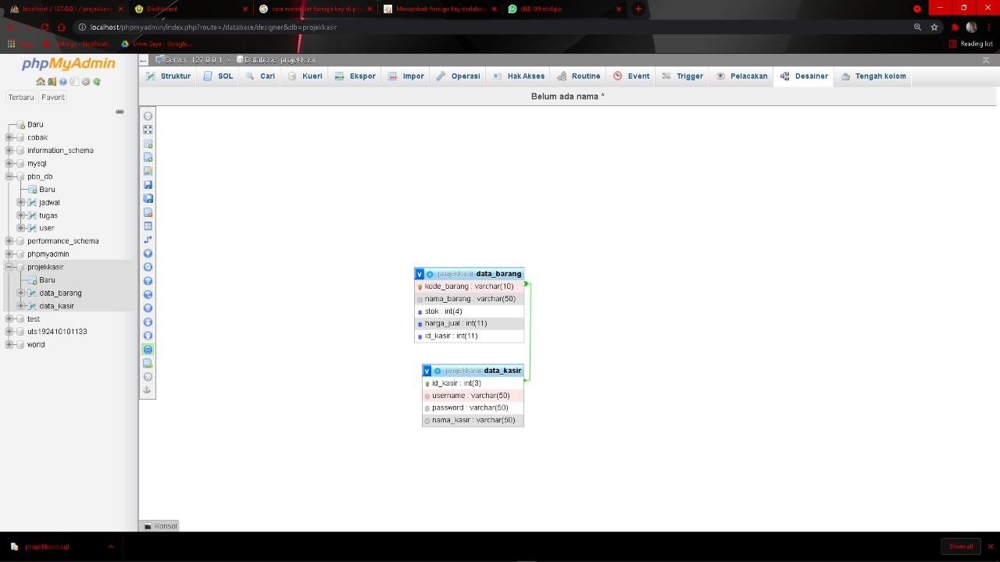 localhost / 127.0.0.1 / projekkasir
Dashboard
cara membuat foreign key di ph
Menambah foreign key melalui
(64) WhatsApp
localhost/phpmyadmin/index.php?route=/database/designer&db=projekkasir
Apps
Settings - Notificati...
Drive Saya - Google...
Reading list
phpMyAdmin
Server: 127.0.0.1 » Database: projekkasir
Struktur
SQL
Cari
Kueri
Ekspor
Impor
Operasi
Hak Akses
Routine
Event
Trigger
Pelacakan
Desainer
Tengah kolom
Terbaru
Favorit
Belum ada nama *
Baru
cobak
information_schema
mysql
pbo_db
Baru
jadwal
tugas
user
performance_schema
phpmyadmin
projekkasir
Baru
data_barang
data_kasir
test
uts192410101133
world
v projekkasir data_barang
kode_barang : varchar(10)
nama_barang : varchar(50)
# stok : int(4)
# harga_jual : int(11)
# id_kasir : int(11)
v projekkasir data_kasir
id_kasir : int(3)
username : varchar(50)
password : varchar(50)
nama_kasir : varchar(50)
Konsol
projekkasir.sql
Show all